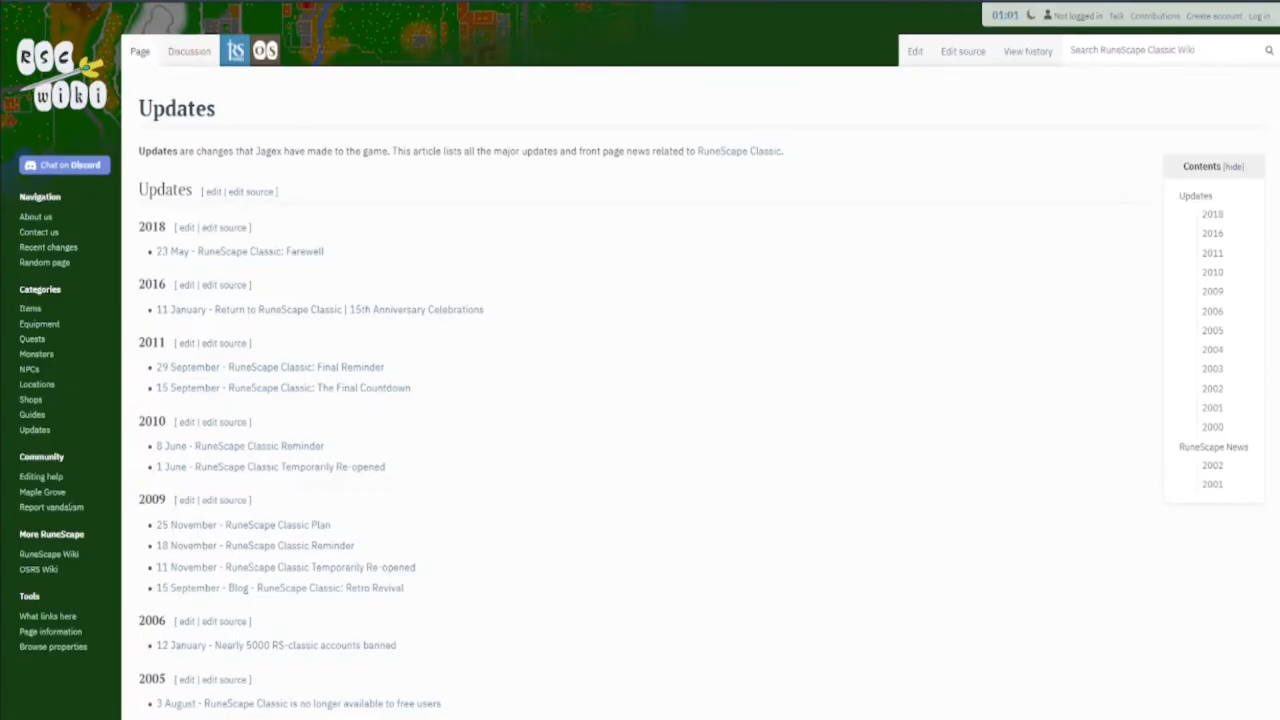 01:01 Not logged in Talk Contributions Create account Log in
RSC
wiki
Page Discussion RS OS Edit Edit source View history Search RuneScape Classic Wiki
Updates
Updates are changes that Jagex have made to the game. This article lists all the major updates and front page news related to RuneScape Classic.
Chat on Discord
Navigation
About us
Contact us
Recent changes
Random page
Categories
Items
Equipment
Quests
Monsters
NPCs
Locations
Shops
Guides
Updates
Community
Editing help
Maple Grove
Report vandalism
More RuneScape
RuneScape Wiki
OSRS Wiki
Tools
What links here
Page information
Browse properties
Updates [ edit | edit source ]
2018 [ edit | edit source ]
• 23 May - RuneScape Classic: Farewell
2016 [ edit | edit source ]
• 11 January - Return to RuneScape Classic | 15th Anniversary Celebrations
2011 [ edit | edit source ]
• 29 September - RuneScape Classic: Final Reminder
• 15 September - RuneScape Classic: The Final Countdown
2010 [ edit | edit source ]
• 8 June - RuneScape Classic Reminder
• 1 June - RuneScape Classic Temporarily Re-opened
2009 [ edit | edit source ]
• 25 November - RuneScape Classic Plan
• 18 November - RuneScape Classic Reminder
• 11 November - RuneScape Classic Temporarily Re-opened
• 15 September - Blog - RuneScape Classic: Retro Revival
2006 [ edit | edit source ]
• 12 January - Nearly 5000 RS-classic accounts banned
2005 [ edit | edit source ]
• 3 August - RuneScape Classic is no longer available to free users
Contents [hide]
Updates
2018
2016
2011
2010
2009
2006
2005
2004
2003
2002
2001
2000
RuneScape News
2002
2001